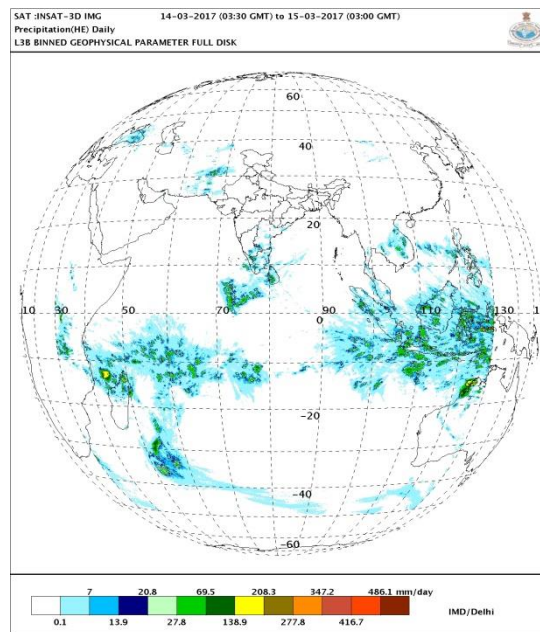 SAT :INSAT-3D IMG 14-03-2017 (03:30 GMT) to 15-03-2017 (03:00 GMT)
Precipitation(HE) Daily
L3B BINNED GEOPHYSICAL PARAMETER FULL DISK
60
40
20
10 30 50 70 0 90 110 130 1
-20
-40
-60
7 20.8 69.5 208.3 347.2 486.1 mm/day
0.1 13.9 27.8 138.9 277.8 416.7
IMD/Delhi